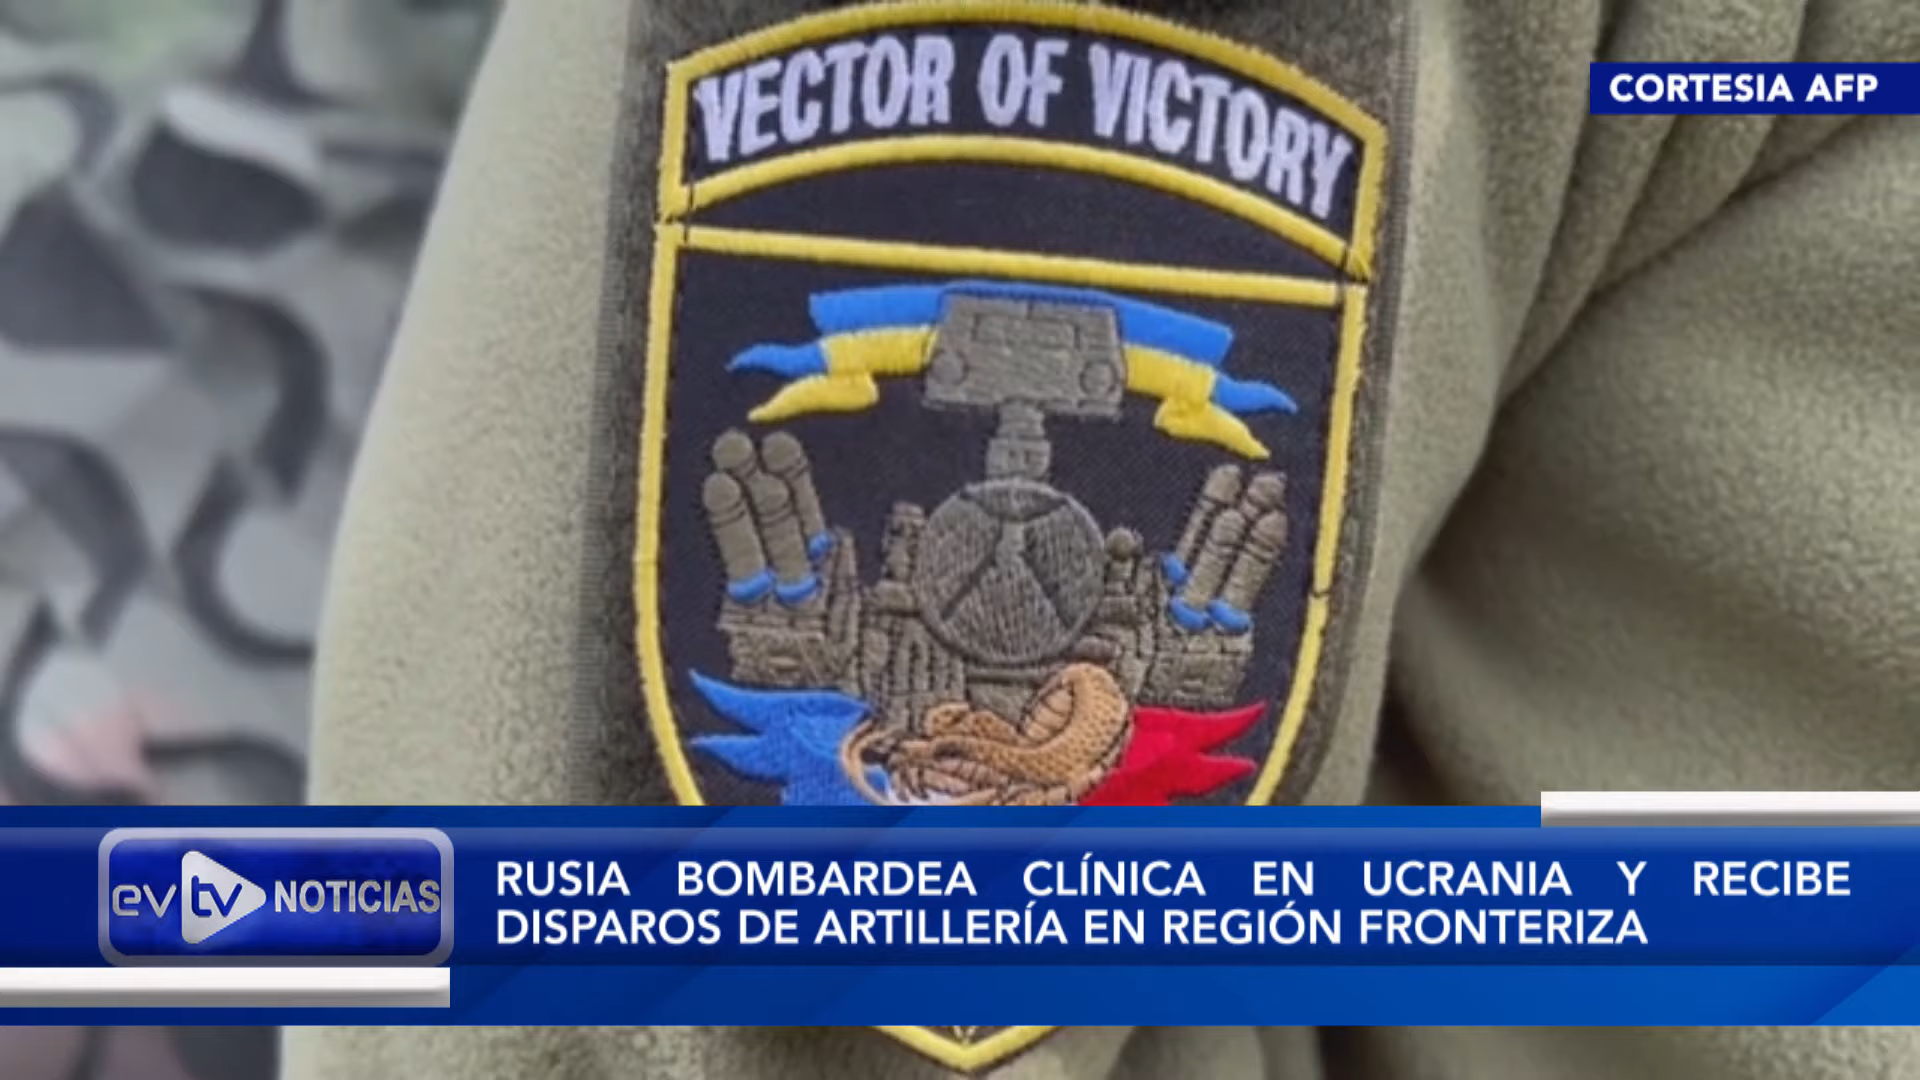 VECTOR OF VICTORY
CORTESIA AFP
evtv NOTICIAS
RUSIA BOMBARDEA CLÍNICA EN UCRANIA Y RECIBE
DISPAROS DE ARTILLERÍA EN REGIÓN FRONTERIZA